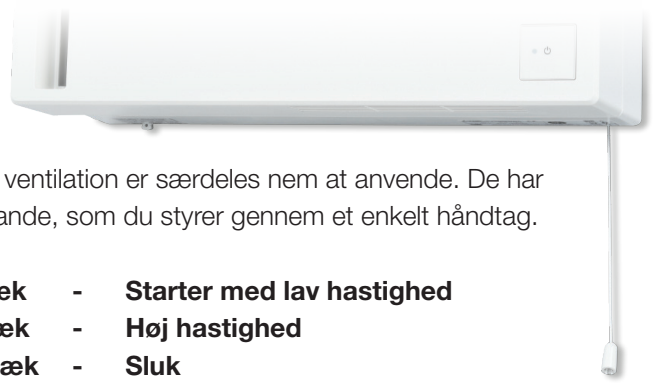 ventilation er særdeles nem at anvende. De har
ande, som du styrer gennem et enkelt håndtag.
æk - Starter med lav hastighed
æk - Høj hastighed
æk - Sluk